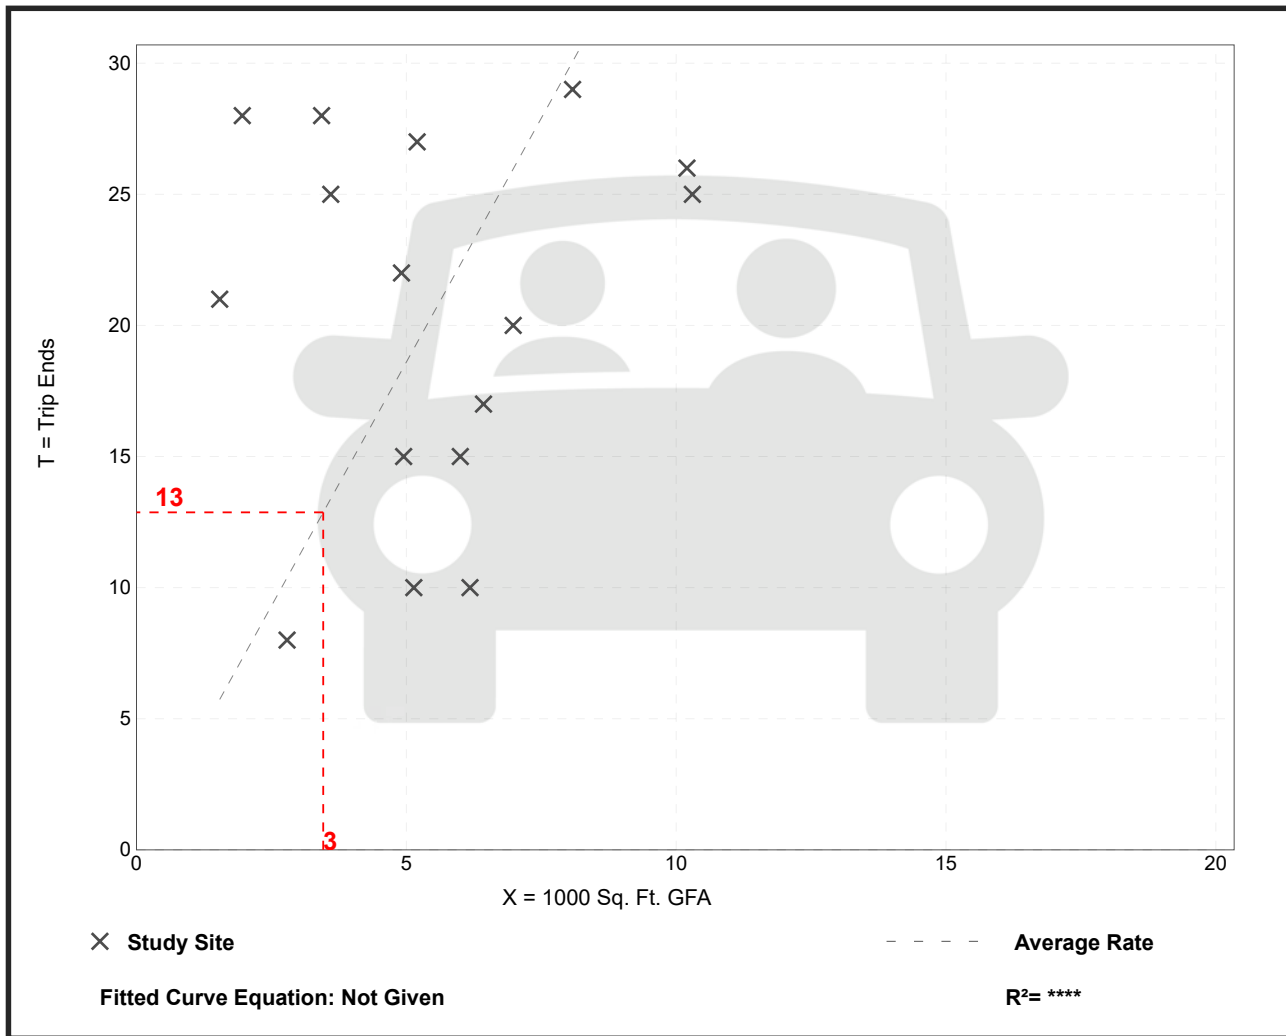 30
25
20
T = Trip Ends
15
13
10
5
0
3
0 5 10 15 20
X = 1000 Sq. Ft. GFA
Study Site
Average Rate
Fitted Curve Equation: Not Given
R²= ****